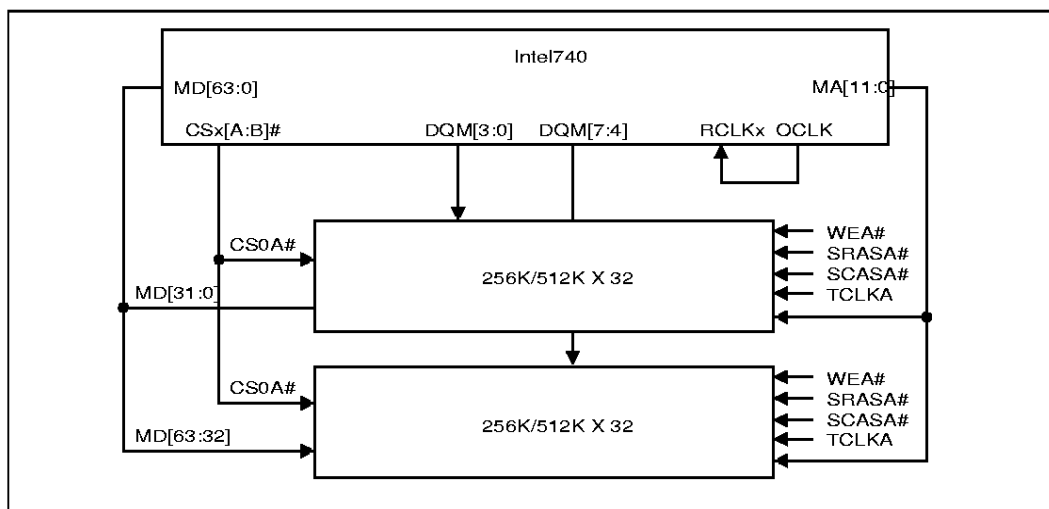 Intel740
MD[63:0]
MA[11:0]
CSx[A:B]#
DQM[3:0]
DQM[7:4]
RCLKx
OCLK
CS0A#
256K/512K X 32
MD[31:0]
WEA#
SRASA#
SCASA#
TCLKA
CS0A#
256K/512K X 32
MD[63:32]
WEA#
SRASA#
SCASA#
TCLKA